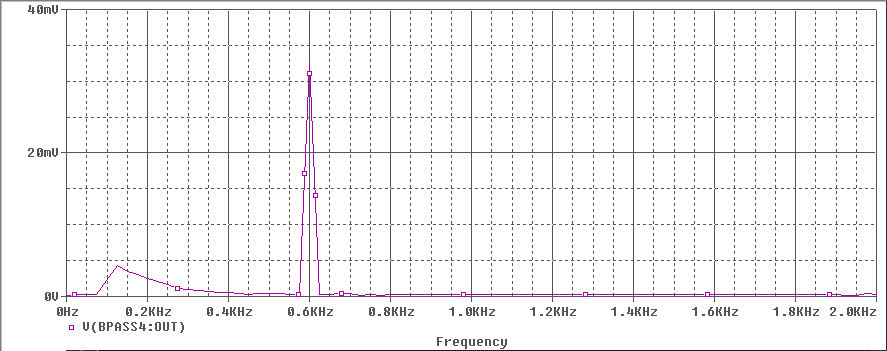 40mV
20mV
0V
0Hz 0.2KHz 0.4KHz 0.6KHz 0.8KHz 1.0KHz 1.2KHz 1.4KHz 1.6KHz 1.8KHz 2.0KHz
V(BPASS4:OUT)
Frequency